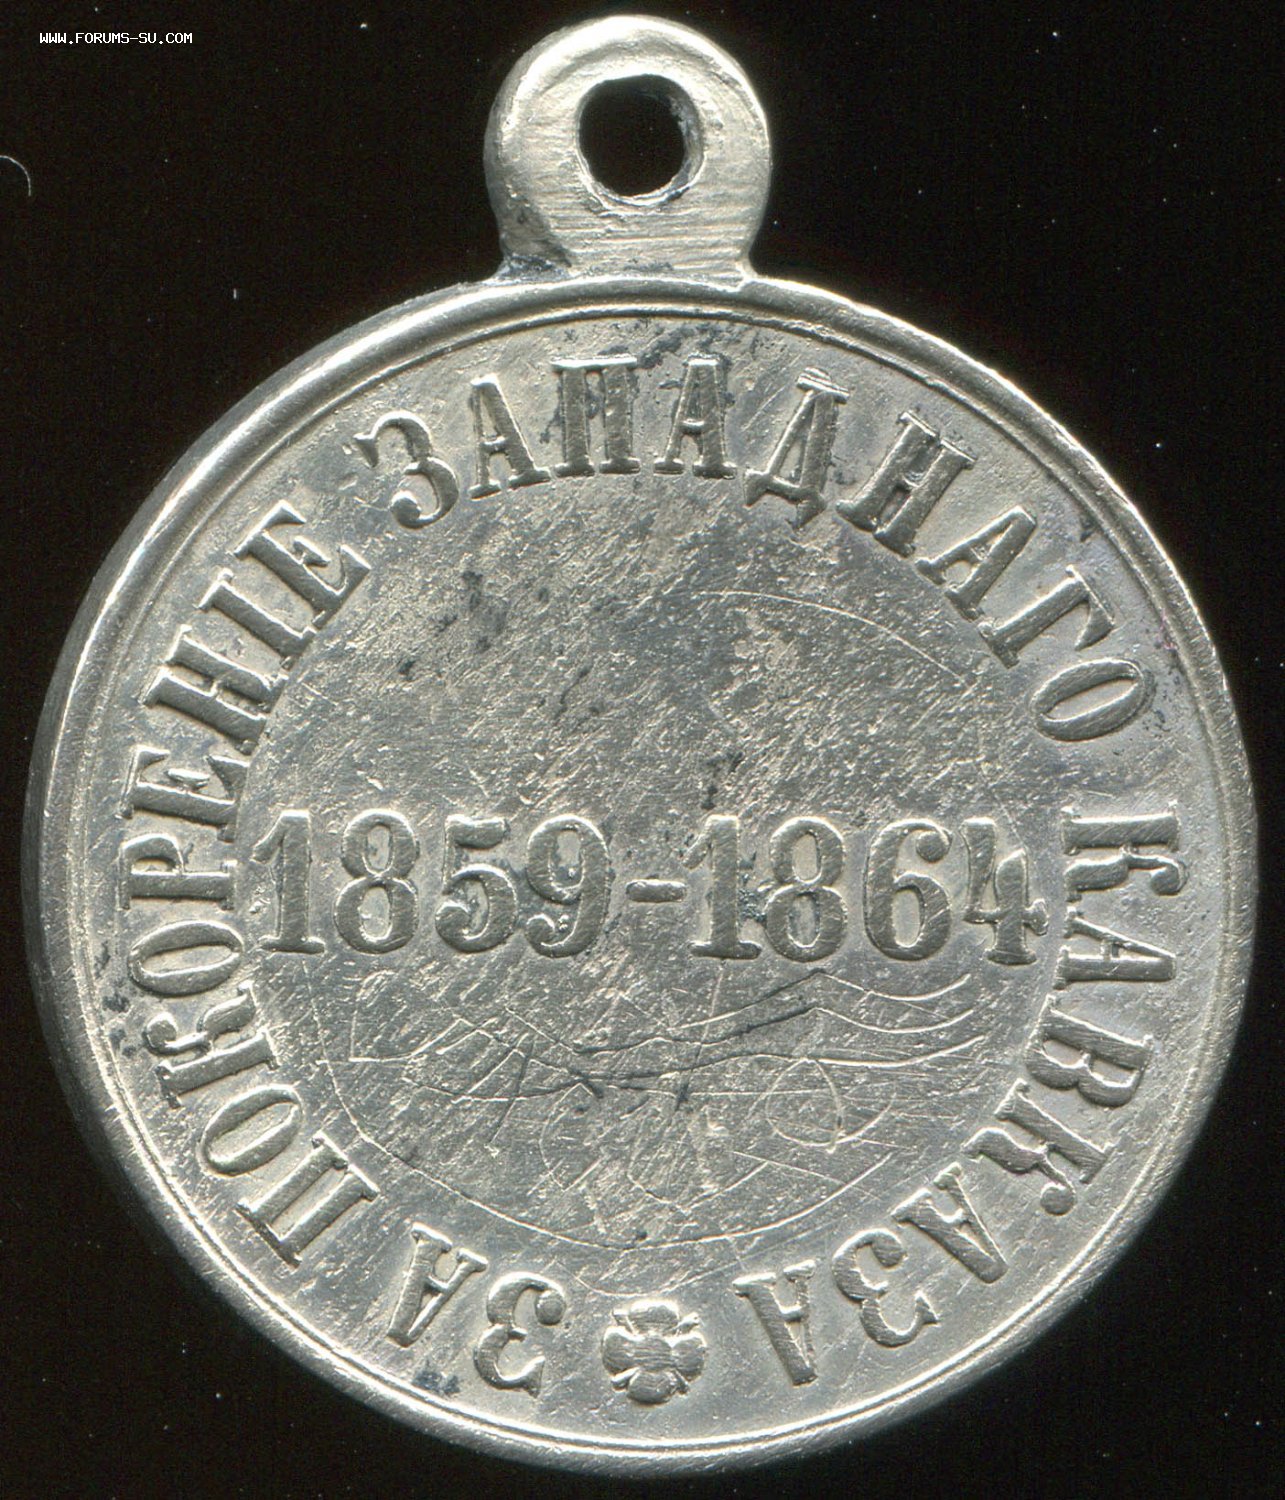 WWW.FORUMS-SU.COM
ЗА ПОКОРЕНІЕ ЗАПАДНАГО КАВКАЗА
1859-1864